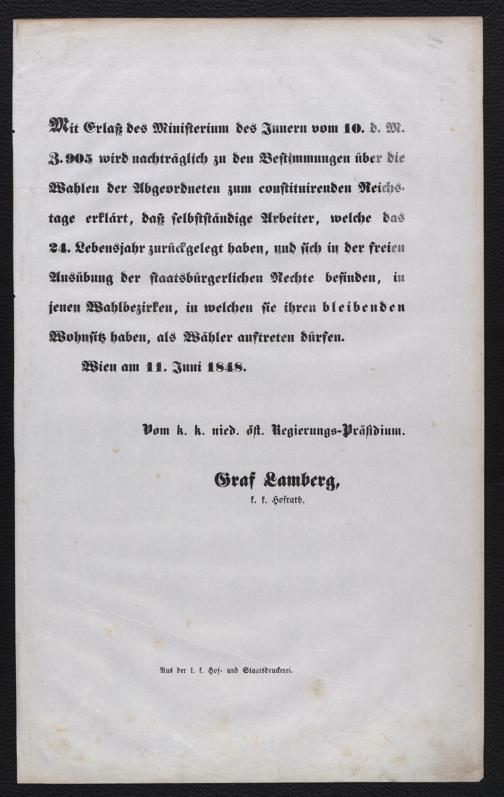 Mit Erlaß des Ministerium des Innern vom 10. d. M.
Z. 905 wird nachträglich zu den Bestimmungen über die
Wahlen der Abgeordneten zum constituirenden Reichs-
tage erklärt, daß selbstständige Arbeiter, welche das
24. Lebensjahr zurückgelegt haben, und sich in der freien
Ausübung der staatsbürgerlichen Rechte befinden, in
jenen Wahlbezirken, in welchen sie ihren bleibenden
Wohnsitz haben, als Wähler auftreten dürfen.
Wien am 11. Juni 1848.
Vom k. k. nied. öst. Regierungs-Präsidium.
Graf Lamberg,
k. k. Hofrath.
Aus der k. k. Hof- und Staatsdruckerei.